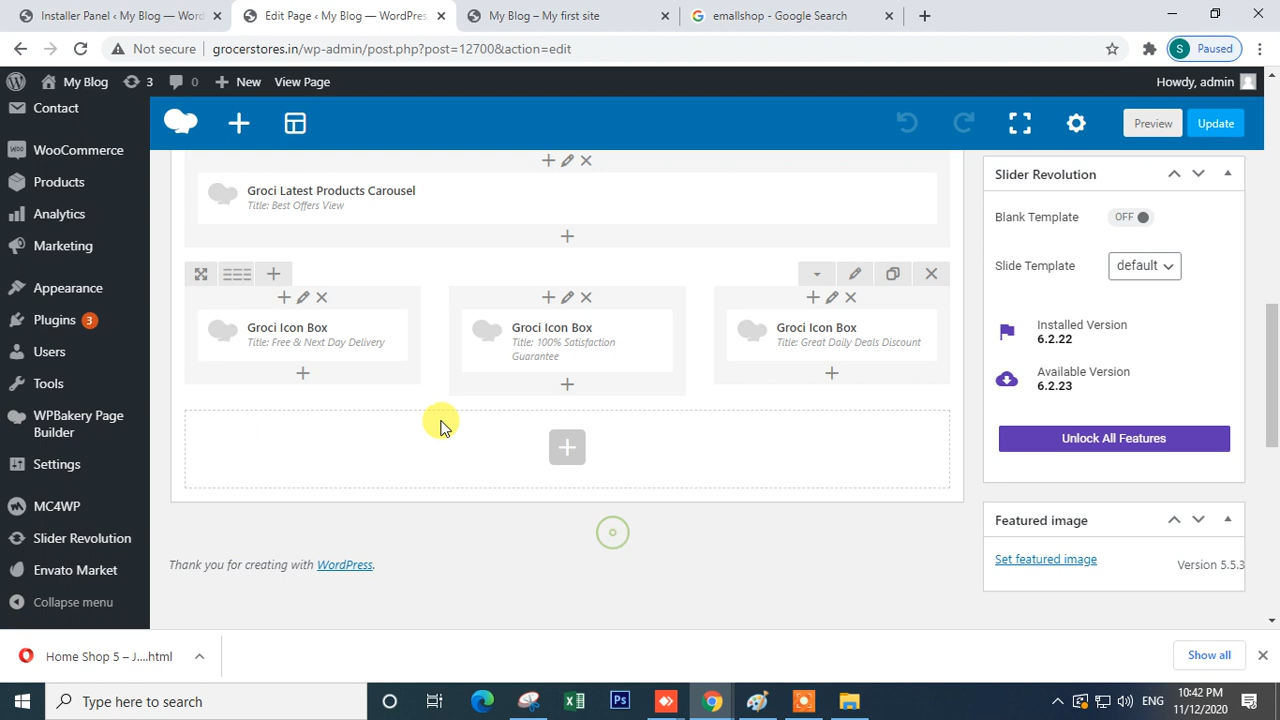 Installer Panel ‹ My Blog — Word
Edit Page ‹ My Blog — WordPress
My Blog – My first site
emallshop - Google Search
Not secure
grocerstores.in/wp-admin/post.php?post=12700&action=edit
S
Paused
My Blog
3
0
New
View Page
Howdy, admin
Contact
WooCommerce
Products
Analytics
Marketing
Appearance
Plugins 3
Users
Tools
WPBakery Page
Builder
Settings
MC4WP
Slider Revolution
Envato Market
Collapse menu
Preview
Update
Groci Latest Products Carousel
Title: Best Offers View
Groci Icon Box
Title: Free & Next Day Delivery
Groci Icon Box
Title: 100% Satisfaction
Guarantee
Groci Icon Box
Title: Great Daily Deals Discount
Thank you for creating with WordPress.
Slider Revolution
Blank Template
OFF
Slide Template
default
Installed Version
6.2.22
Available Version
6.2.23
Unlock All Features
Featured image
Set featured image
Version 5.5.3
Home Shop 5 – J....html
Show all
Type here to search
ENG
10:42 PM
11/12/2020